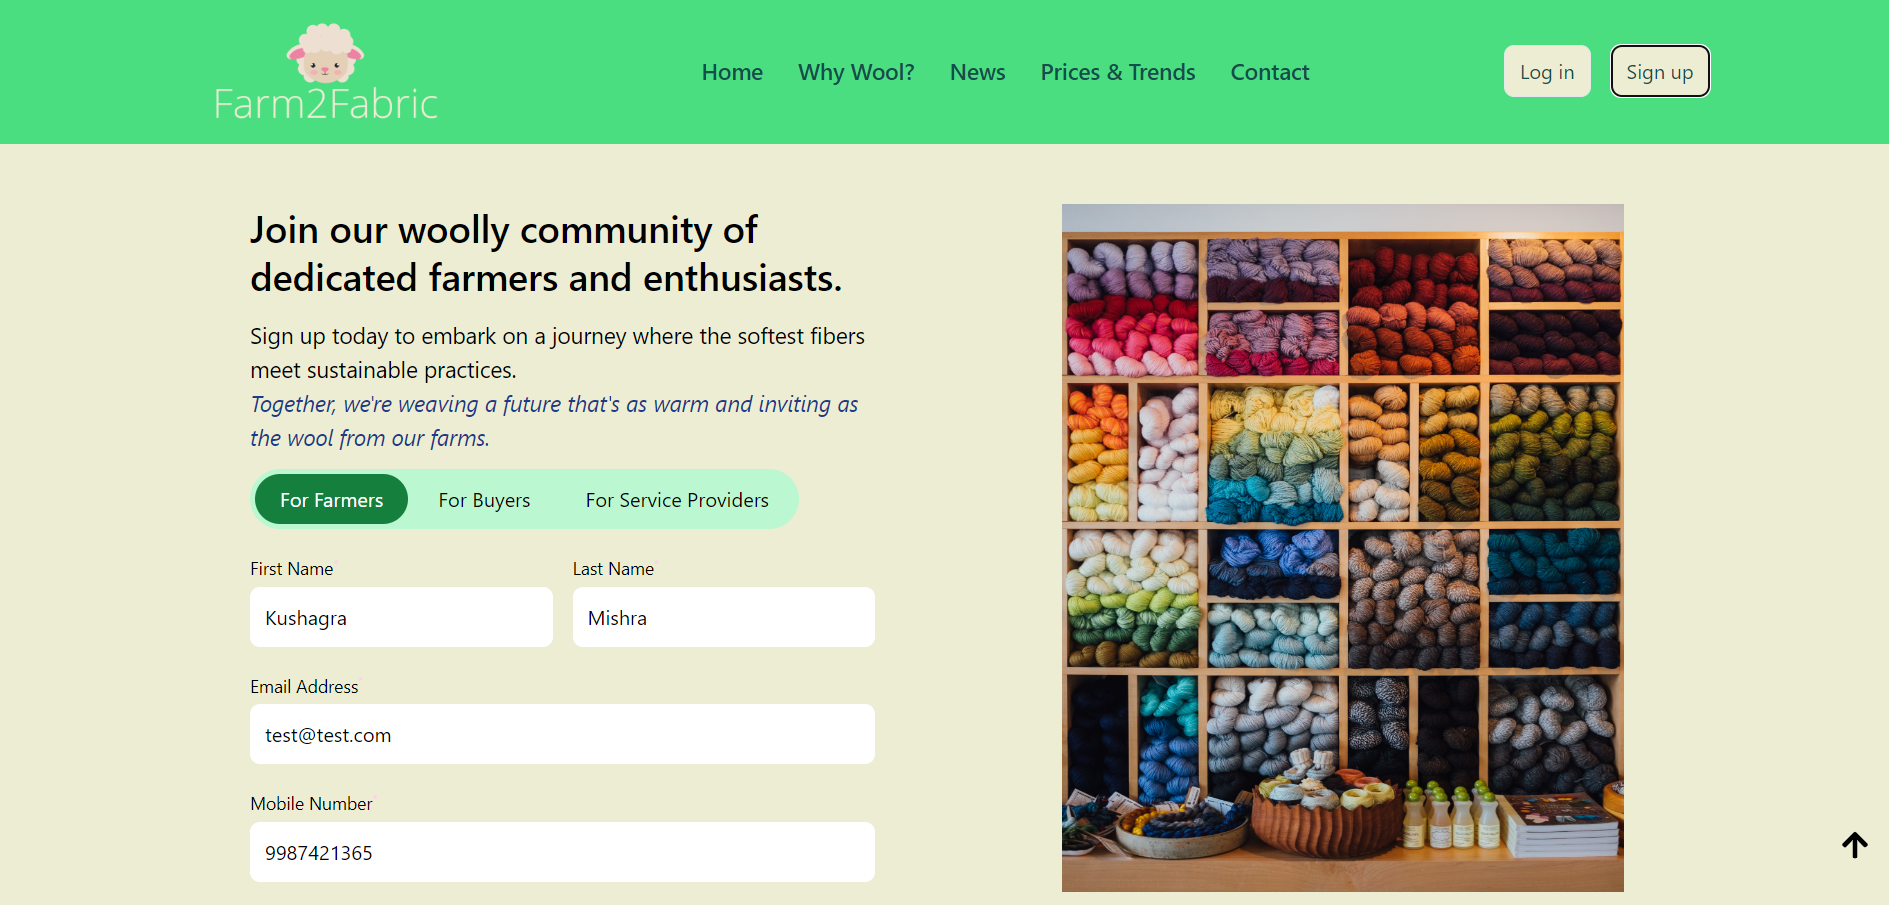 Farm2Fabric
Home Why Wool? News Prices & Trends Contact
Log in Sign up
Join our woolly community of
dedicated farmers and enthusiasts.
Sign up today to embark on a journey where the softest fibers
meet sustainable practices.
Together, we're weaving a future that's as warm and inviting as
the wool from our farms.
For Farmers For Buyers For Service Providers
First Name Last Name
Kushagra Mishra
Email Address
test@test.com
Mobile Number
9987421365